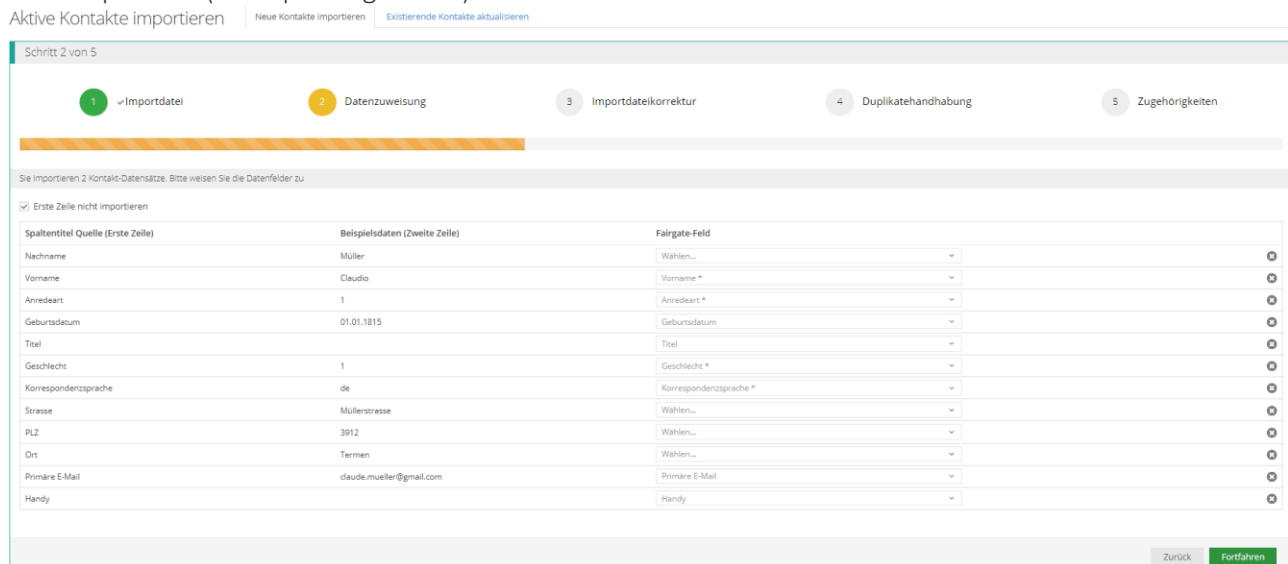 Aktive Kontakte importieren Neue Kontakte importieren Existierende Kontakte aktualisieren
Schritt 2 von 5
1 Importdatei 2 Datenzuweisung 3 Importdateikorrektur 4 Duplikatehandhabung 5 Zugehörigkeiten
Sie importieren 2 Kontakt-Datensätze. Bitte weisen Sie die Datenfelder zu
Erste Zeile nicht importieren
Spaltentitel Quelle (Erste Zeile) Beispielsdaten (Zweite Zeile) Fairgate-Feld
Nachname Müller Wählen...
Vorname Claudio Vorname *
Anredeart 1 Anredeart *
Geburtsdatum 01.01.1815 Geburtsdatum
Titel Titel
Geschlecht 1 Geschlecht *
Korrespondenzsprache de Korrespondenzsprache *
Strasse Müllerstrasse Wählen...
PLZ 3912 Wählen...
Ort Termen Wählen...
Primäre E-Mail claude.mueller@gmail.com Primäre E-Mail
Handy Handy
Zurück Fortfahren